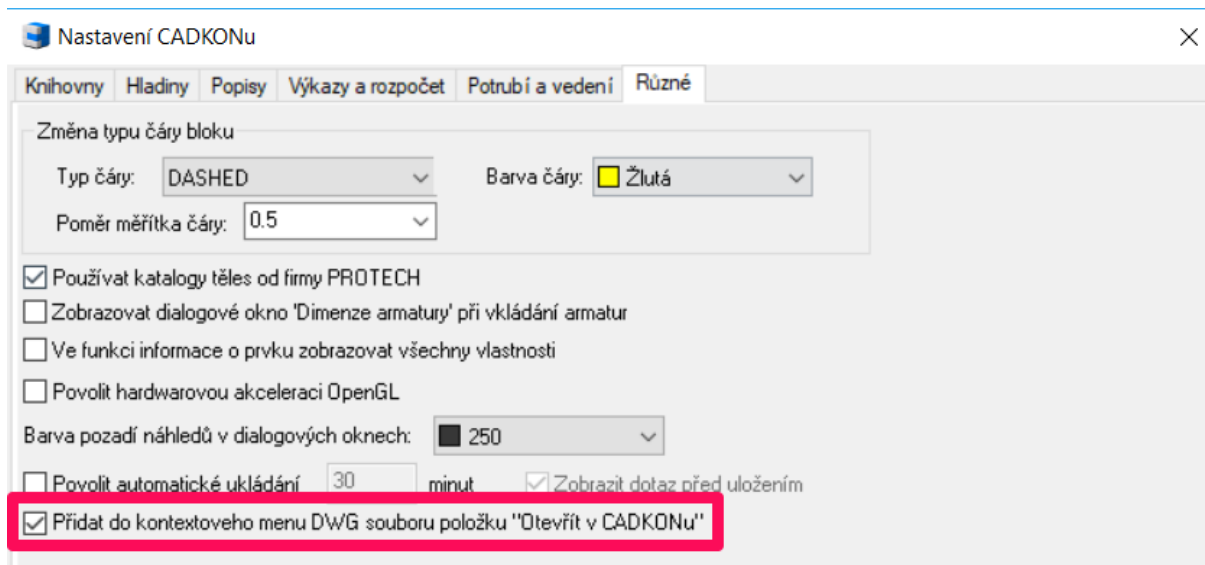 Nastavení CADKONu
Knihovny Hladiny Popisy Výkazy a rozpočet Potrubí a vedení Různé
Změna typu čáry bloku
Typ čáry: DASHED Barva čáry: Žlutá
Poměr měřítka čáry: 0.5
Používat katalogy těles od firmy PROTECH
Zobrazovat dialogové okno 'Dimenze armatury' při vkládání armatur
Ve funkci informace o prvku zobrazovat všechny vlastnosti
Povolit hardwarovou akceleraci OpenGL
Barva pozadí náhledů v dialogových oknech: 250
Povolit automatické ukládání 30 minut Zobrazit dotaz před uložením
Přidat do kontextoveho menu DWG souboru položku "Otevřít v CADKONu"